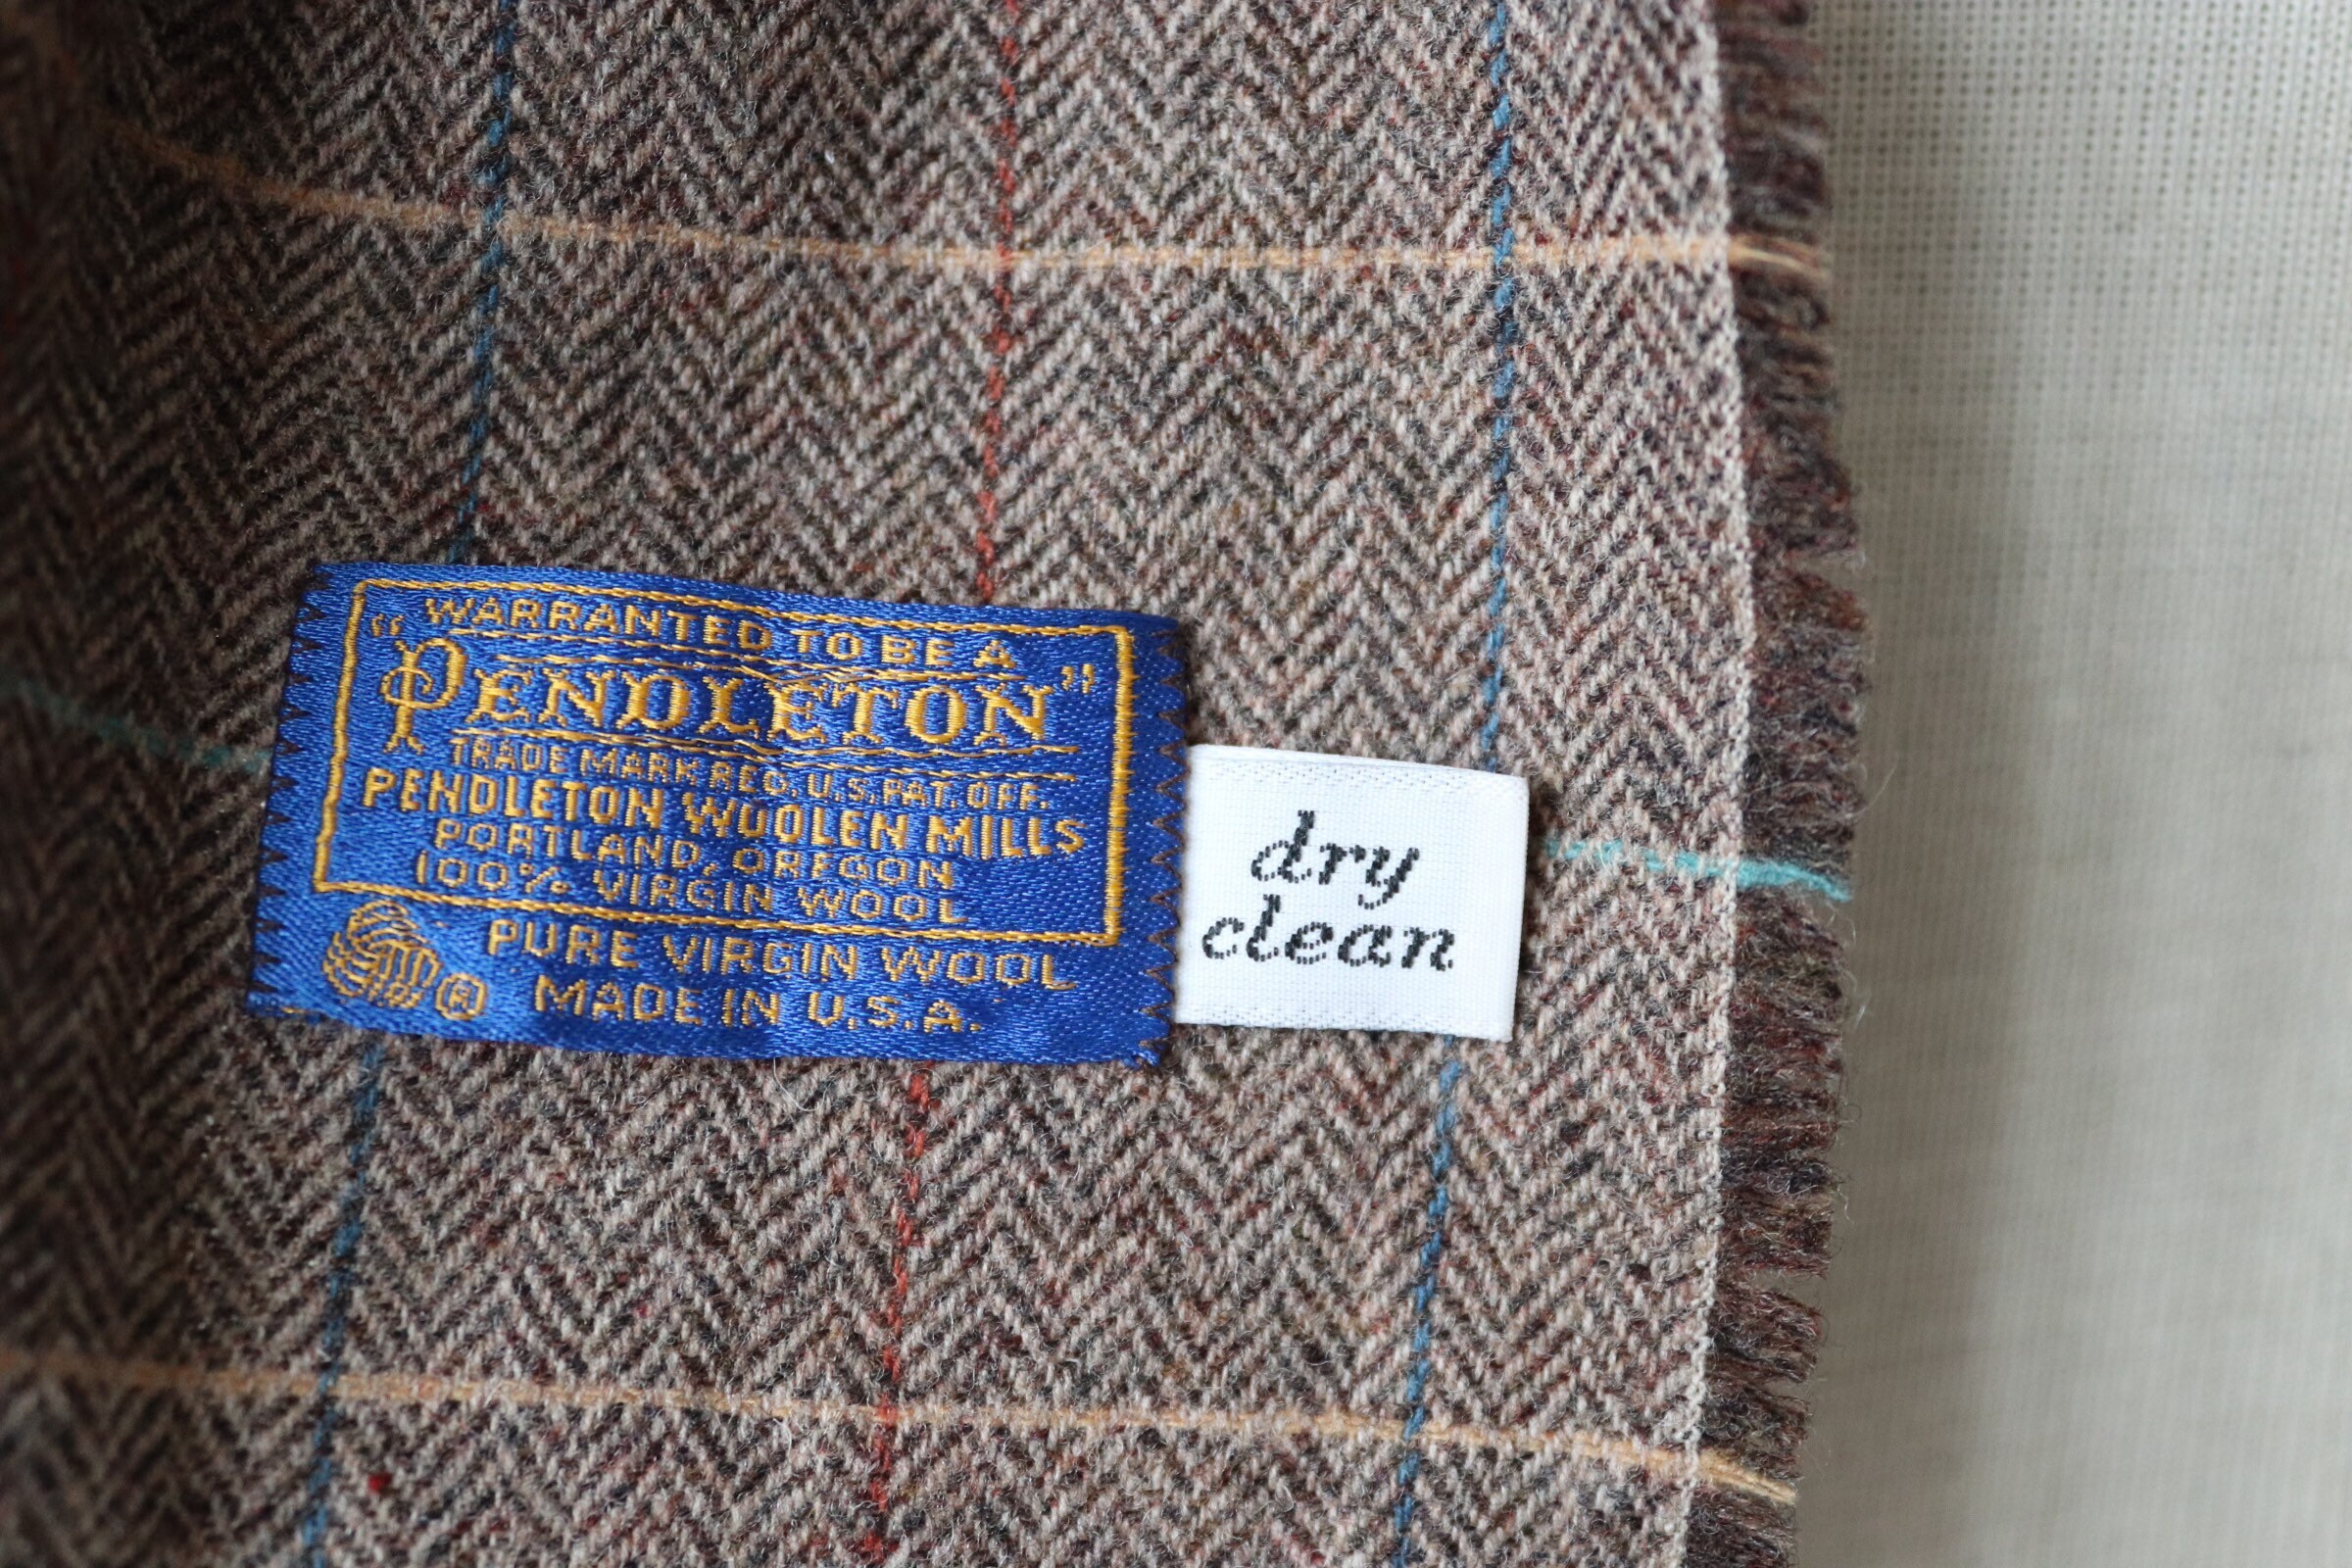 WARRANTED TO BE A
"PENDLETON"
TRADE MARK REG. U.S. PAT. OFF.
PENDLETON WOOLEN MILLS
PORTLAND, OREGON
100% VIRGIN WOOL
PURE VIRGIN WOOL
® MADE IN U.S.A.
dry
clean